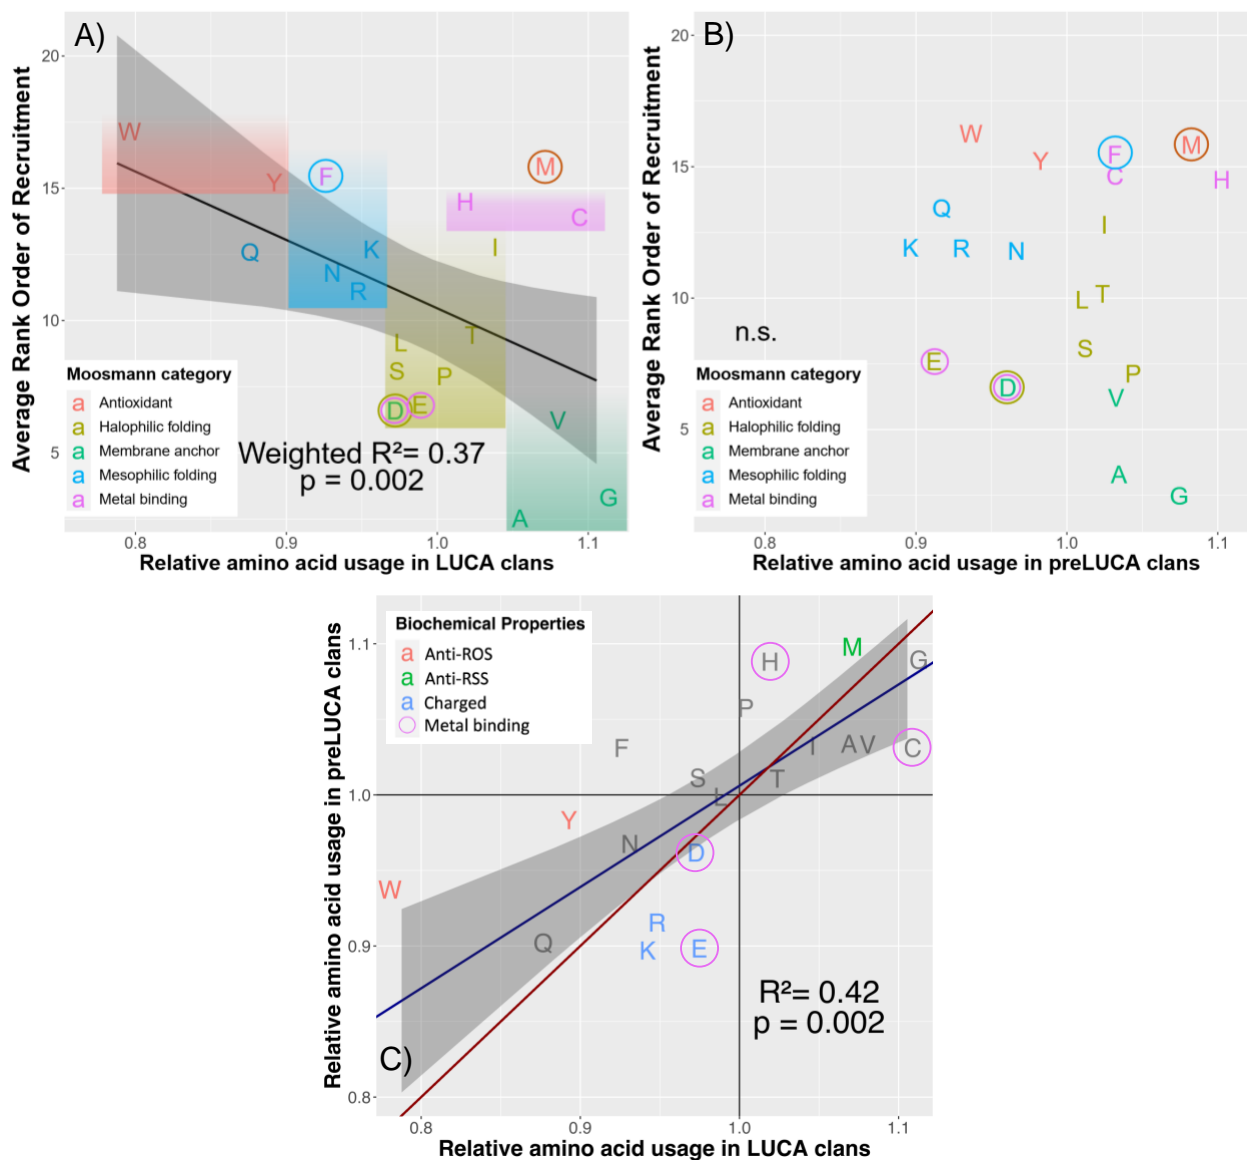 A)
Average Rank Order of Recruitment
20
15
10
5
W
Y
F
M
H
C
Q
K
I
N
R
L
T
S
P
D
E
V
G
A
Moosmann category
a Antioxidant
a Halophilic folding
a Membrane anchor
a Mesophilic folding
a Metal binding
Weighted R²= 0.37
p = 0.002
0.8 0.9 1.0 1.1
Relative amino acid usage in LUCA clans
B)
Average Rank Order of Recruitment
20
15
10
5
W
Y
F
M
C
H
Q
I
K
R
N
L
T
n.s.
S
E
P
D
V
A
G
Moosmann category
a Antioxidant
a Halophilic folding
a Membrane anchor
a Mesophilic folding
a Metal binding
0.8 0.9 1.0 1.1
Relative amino acid usage in preLUCA clans
Relative amino acid usage in preLUCA clans
1.1
1.0
0.9
0.8
Biochemical Properties
a Anti-ROS
a Anti-RSS
a Charged
Metal binding
M
H
G
P
F
I
A
V
C
S
T
L
Y
N
D
W
R
Q
K
E
R²= 0.42
p = 0.002
C)
0.8 0.9 1.0 1.1
Relative amino acid usage in LUCA clans